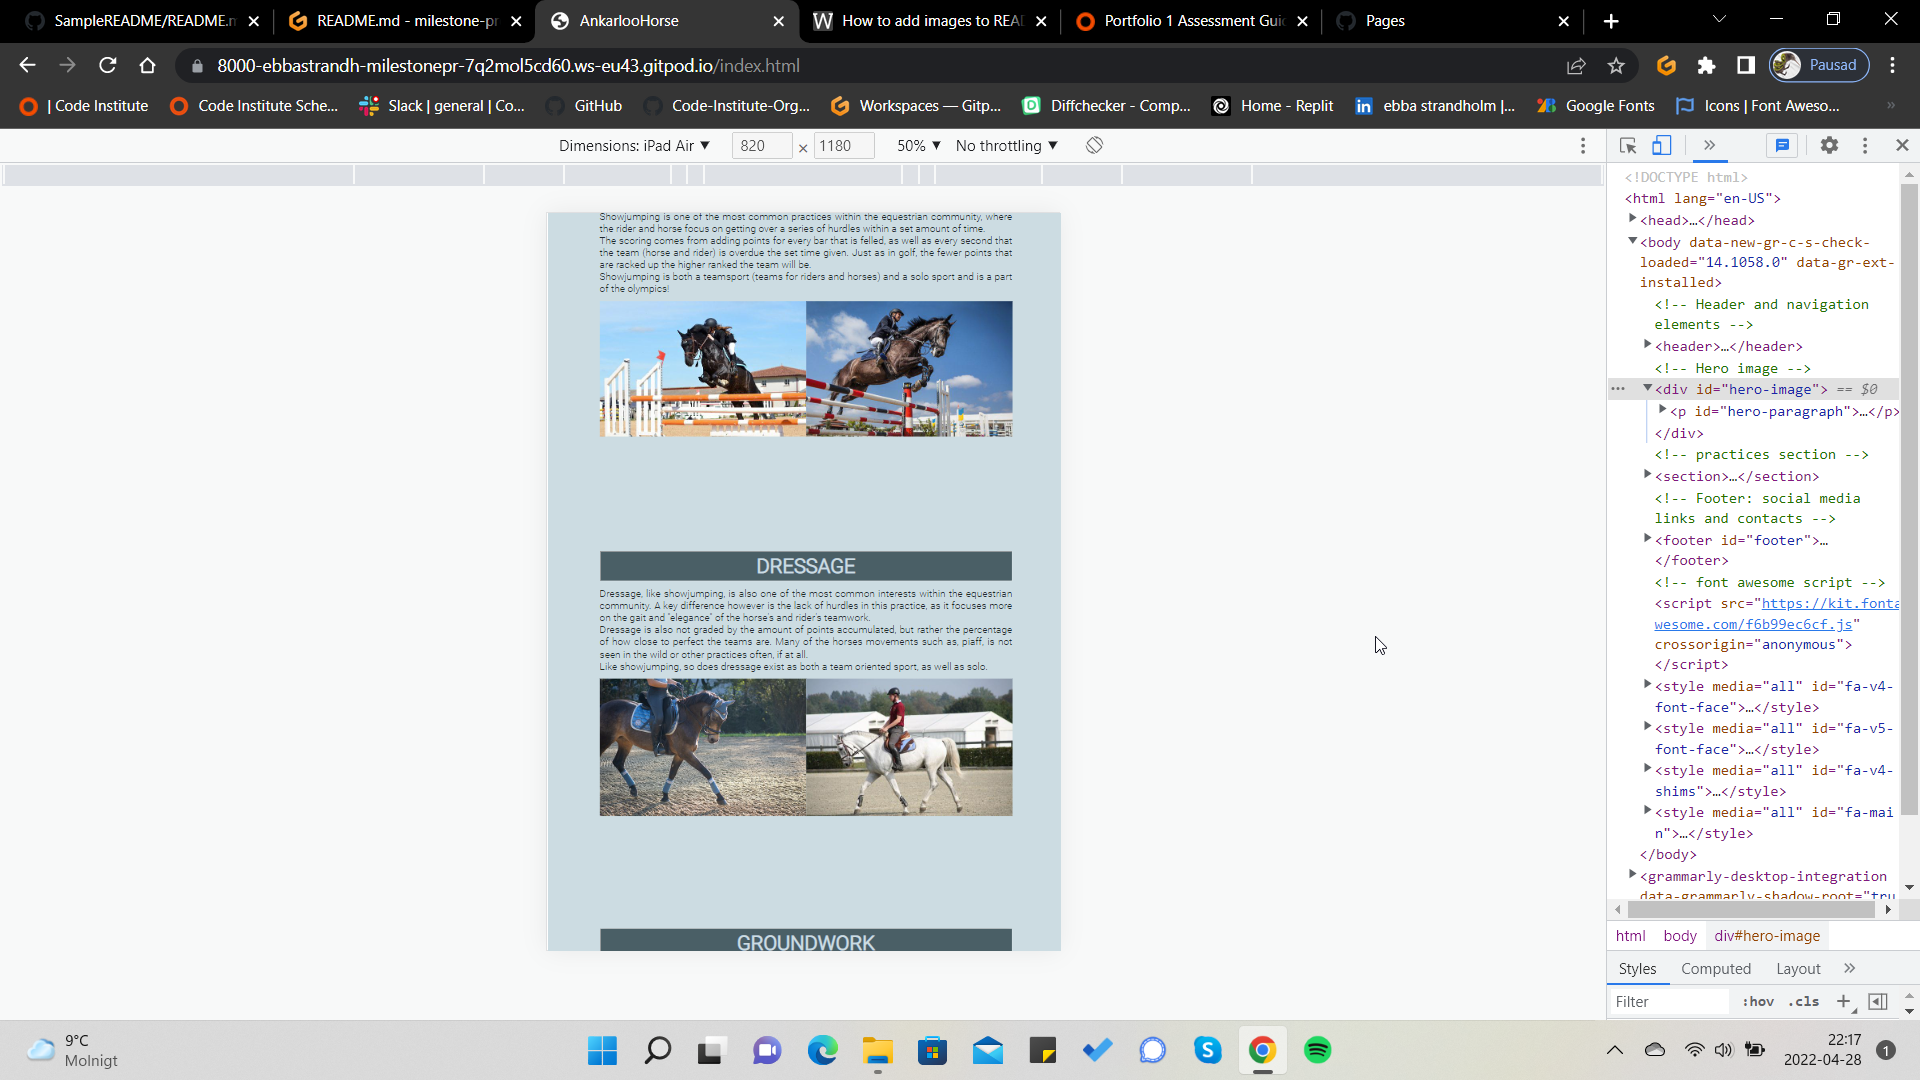 SampleREADME/README.m
README.md - milestone-pr
AnkarlooHorse
How to add images to READ
Portfolio 1 Assessment Guid
Pages
8000-ebbastrandh-milestonepr-7q2mol5cd60.ws-eu43.gitpod.io/index.html
Pausad
| Code Institute
Code Institute Sche...
Slack | general | Co...
GitHub
Code-Institute-Org...
Workspaces — Gitp...
Diffchecker - Comp...
Home - Replit
ebba strandholm |...
Google Fonts
Icons | Font Aweso...
Dimensions: iPad Air ▼
820
×
1180
50% ▼
No throttling ▼
Showjumping is one of the most common practices within the equestrian community, where
the rider and horse focus on getting over a series of hurdles within a set amount of time.
The scoring comes from adding points for every bar that is felled, as well as every second that
the team (horse and rider) is overdue the set time given. Just as in golf, the fewer points that
are racked up the higher ranked the team will be.
Showjumping is both a teamsport (teams for riders and horses) and a solo sport and is a part
of the olympics!
DRESSAGE
Dressage, like showjumping, is also one of the most common interests within the equestrian
community. A key difference however is the lack of hurdles in this practice, as it focuses more
on the gait and "elegance" of the horse's and rider's teamwork.
Dressage is also not graded by the amount of points accumulated, but rather the percentage
of how close to perfect the teams are. Many of the horses movements such as, piaff, is not
seen in the wild or other practices often, if at all.
Like showjumping, so does dressage exist as both a team oriented sport, as well as solo.
GROUNDWORK
<!DOCTYPE html>
<html lang="en-US">
<head>…</head>
<body data-new-gr-c-s-check-
loaded="14.1058.0" data-gr-ext-
installed>
<!-- Header and navigation
elements -->
<header>…</header>
<!-- Hero image -->
<div id="hero-image"> == $0
<p id="hero-paragraph">…</p>
</div>
<!-- practices section -->
<section>…</section>
<!-- Footer: social media
links and contacts -->
<footer id="footer">…
</footer>
<!-- font awesome script -->
<script src="https://kit.fonta
wesome.com/f6b99ec6cf.js"
crossorigin="anonymous">
</script>
<style media="all" id="fa-v4-
font-face">…</style>
<style media="all" id="fa-v5-
font-face">…</style>
<style media="all" id="fa-v4-
shims">…</style>
<style media="all" id="fa-mai
n">…</style>
</body>
<grammarly-desktop-integration
data-grammarly-shadow-root="tru
html
body
div#hero-image
Styles
Computed
Layout
Filter
:hov
.cls
9°C
Molnigt
22:17
2022-04-28
1